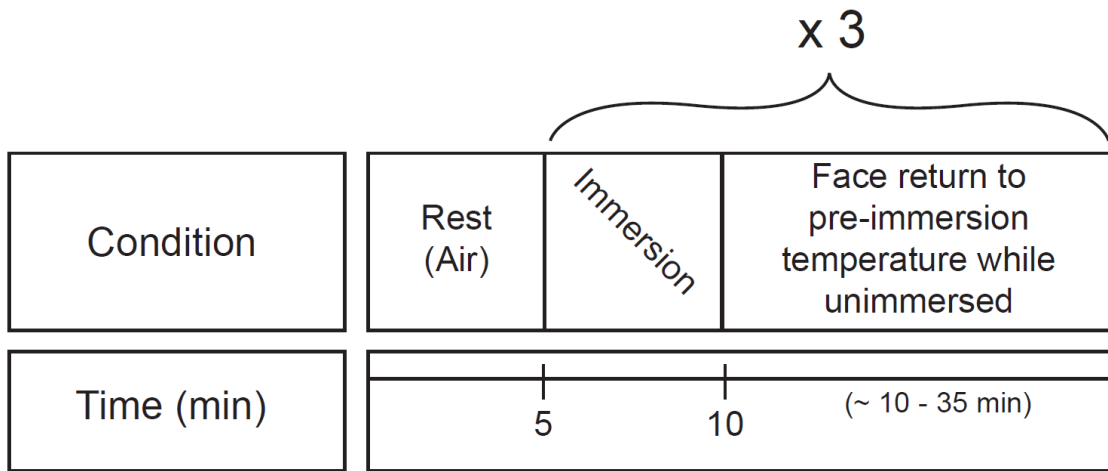 x 3
Condition
Rest
(Air)
Immersion
Face return to
pre-immersion
temperature while
unimmersed
Time (min)
5
10
(~ 10 - 35 min)